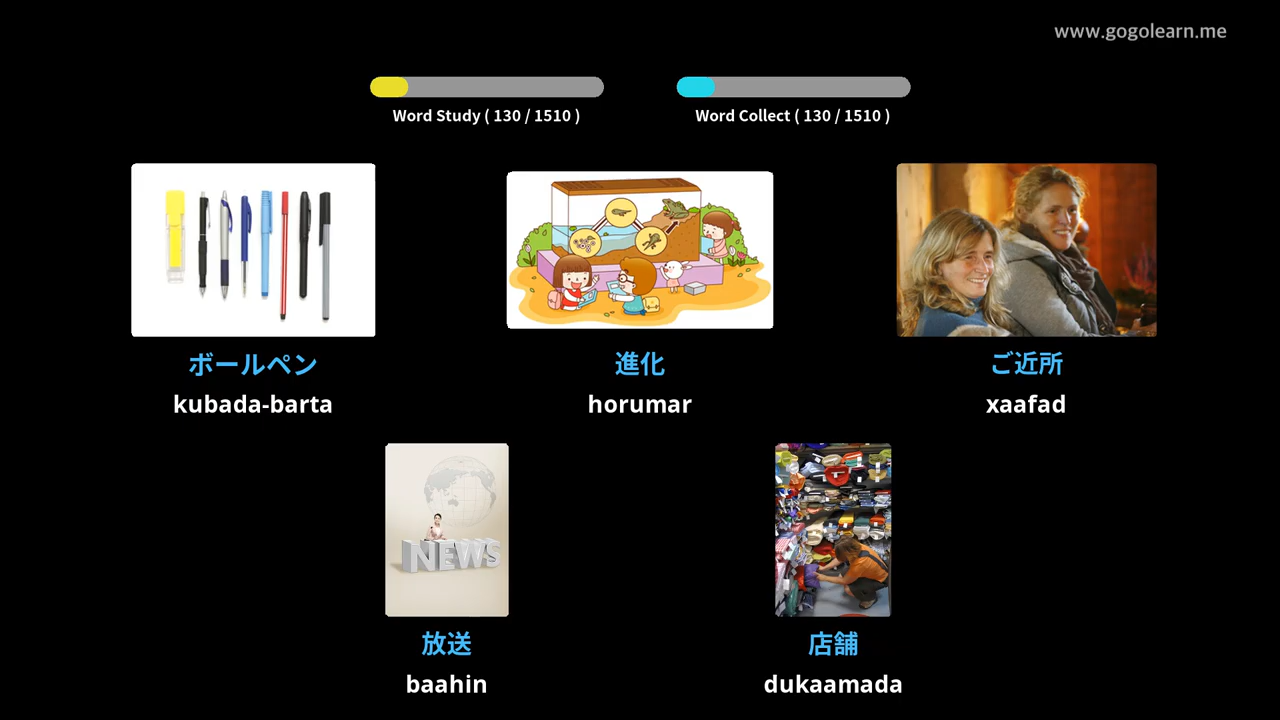 www.gogolearn.me
Word Study ( 130 / 1510 )
Word Collect ( 130 / 1510 )
ボールペン
kubada-barta
進化
horumar
ご近所
xaafad
NEWS
放送
baahin
店舗
dukaamada